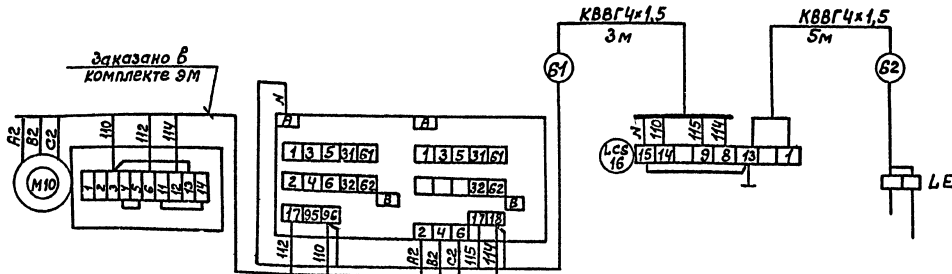 КВВГ4×1.5
3м
КВВГ4×1,5
5м
Заказано в
комплекте ЭМ
61
62
A2
B2
C2
110
112
114
N
A
A
N
110
115
114
LCS
16
15 14 9 8 13 1
1 3 5 31 61
1 3 5 31 61
M10
1 2 3 4 5 6 11 12 13 14
2 4 6 32 62
32 62
B
B
LE
17 95 96
17 18
2 4 6
112
110
A2
B2
C2
115
114